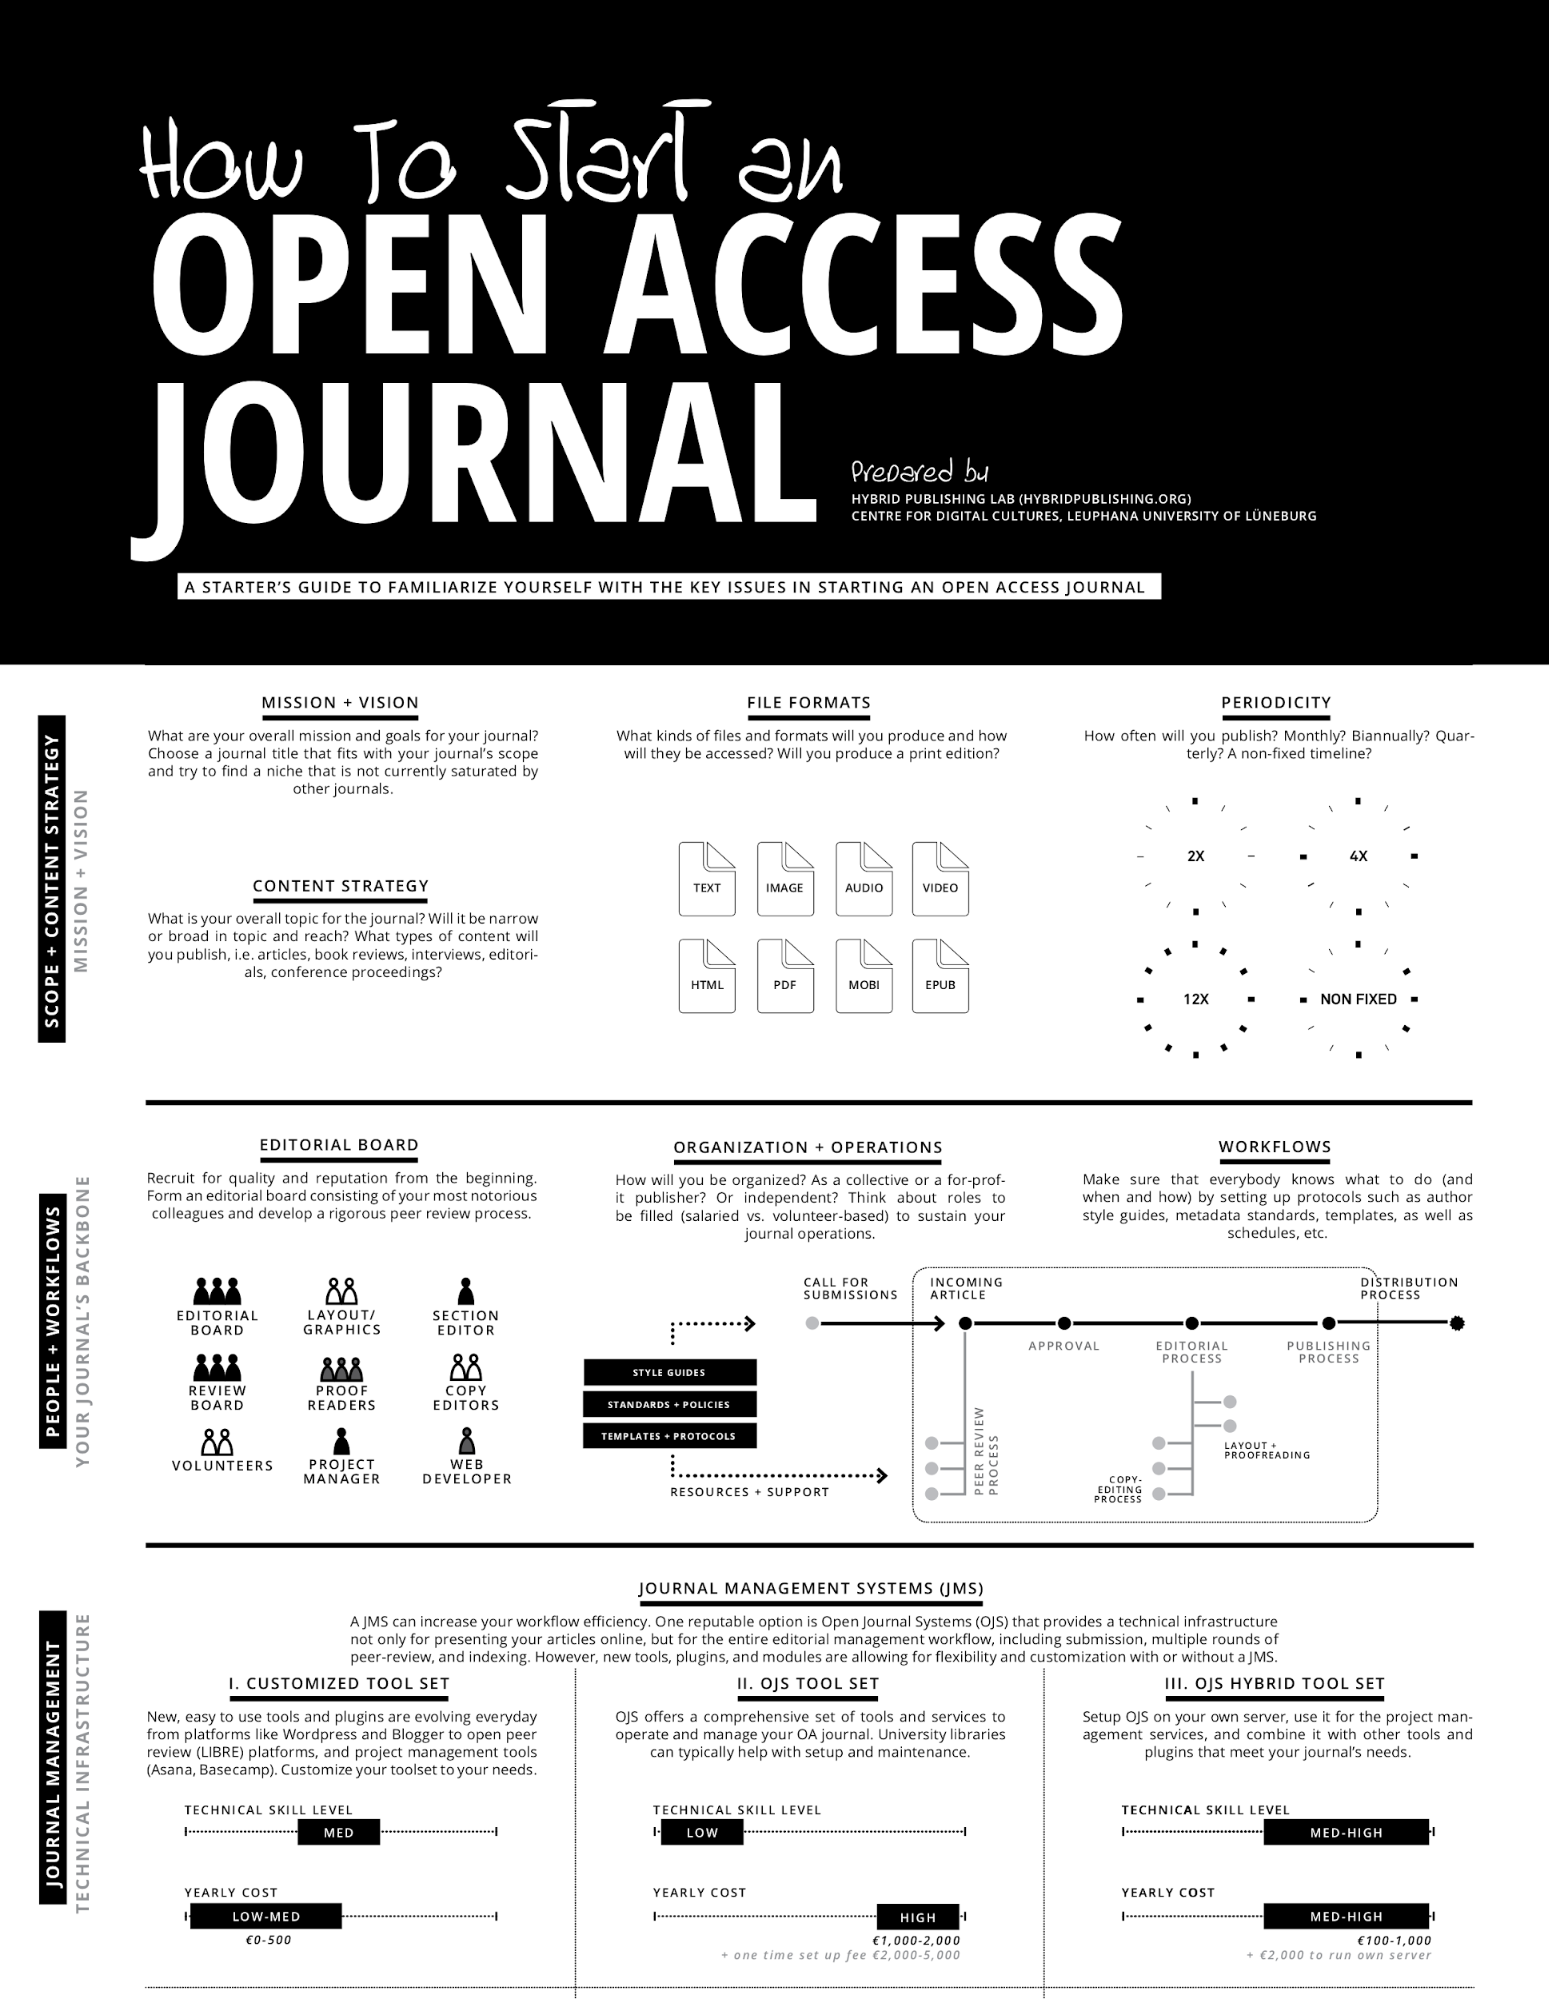 How To Start an
OPEN ACCESS
JOURNAL
Prepared by
HYBRID PUBLISHING LAB (HYBRIDPUBLISHING.ORG)
CENTRE FOR DIGITAL CULTURES, LEUPHANA UNIVERSITY OF LÜNEBURG
A STARTER'S GUIDE TO FAMILIARIZE YOURSELF WITH THE KEY ISSUES IN STARTING AN OPEN ACCESS JOURNAL
SCOPE + CONTENT STRATEGY
MISSION + VISION
MISSION + VISION
What are your overall mission and goals for your journal?
Choose a journal title that fits with your journal's scope
and try to find a niche that is not currently saturated by
other journals.
CONTENT STRATEGY
What is your overall topic for the journal? Will it be narrow
or broad in topic and reach? What types of content will
you publish, i.e. articles, book reviews, interviews, editori-
als, conference proceedings?
FILE FORMATS
What kinds of files and formats will you produce and how
will they be accessed? Will you produce a print edition?
TEXT IMAGE AUDIO VIDEO
HTML PDF MOBI EPUB
PERIODICITY
How often will you publish? Monthly? Biannually? Quar-
terly? A non-fixed timeline?
2X 4X
12X NON FIXED
PEOPLE + WORKFLOWS
YOUR JOURNAL'S BACKBONE
EDITORIAL BOARD
Recruit for quality and reputation from the beginning.
Form an editorial board consisting of your most notorious
colleagues and develop a rigorous peer review process.
EDITORIAL
BOARD
LAYOUT/
GRAPHICS
SECTION
EDITOR
REVIEW
BOARD
PROOF
READERS
COPY
EDITORS
VOLUNTEERS
PROJECT
MANAGER
WEB
DEVELOPER
ORGANIZATION + OPERATIONS
How will you be organized? As a collective or a for-prof-
it publisher? Or independent? Think about roles to
be filled (salaried vs. volunteer-based) to sustain your
journal operations.
WORKFLOWS
Make sure that everybody knows what to do (and
when and how) by setting up protocols such as author
style guides, metadata standards, templates, as well as
schedules, etc.
STYLE GUIDES
STANDARDS + POLICIES
TEMPLATES + PROTOCOLS
RESOURCES + SUPPORT
CALL FOR
SUBMISSIONS
INCOMING
ARTICLE
DISTRIBUTION
PROCESS
APPROVAL
EDITORIAL
PROCESS
PUBLISHING
PROCESS
PEER REVIEW
PROCESS
LAYOUT +
PROOFREADING
COPY-
EDITING
PROCESS
JOURNAL MANAGEMENT
TECHNICAL INFRASTRUCTURE
JOURNAL MANAGEMENT SYSTEMS (JMS)
A JMS can increase your workflow efficiency. One reputable option is Open Journal Systems (OJS) that provides a technical infrastructure
not only for presenting your articles online, but for the entire editorial management workflow, including submission, multiple rounds of
peer-review, and indexing. However, new tools, plugins, and modules are allowing for flexibility and customization with or without a JMS.
I. CUSTOMIZED TOOL SET
New, easy to use tools and plugins are evolving everyday
from platforms like Wordpress and Blogger to open peer
review (LIBRE) platforms, and project management tools
(Asana, Basecamp). Customize your toolset to your needs.
TECHNICAL SKILL LEVEL
MED
YEARLY COST
LOW-MED
€0-500
II. OJS TOOL SET
OJS offers a comprehensive set of tools and services to
operate and manage your OA journal. University libraries
can typically help with setup and maintenance.
TECHNICAL SKILL LEVEL
LOW
YEARLY COST
HIGH
€1,000-2,000
+ one time set up fee €2,000-5,000
III. OJS HYBRID TOOL SET
Setup OJS on your own server, use it for the project man-
agement services, and combine it with other tools and
plugins that meet your journal's needs.
TECHNICAL SKILL LEVEL
MED-HIGH
YEARLY COST
MED-HIGH
€100-1,000
+ €2,000 to run own server